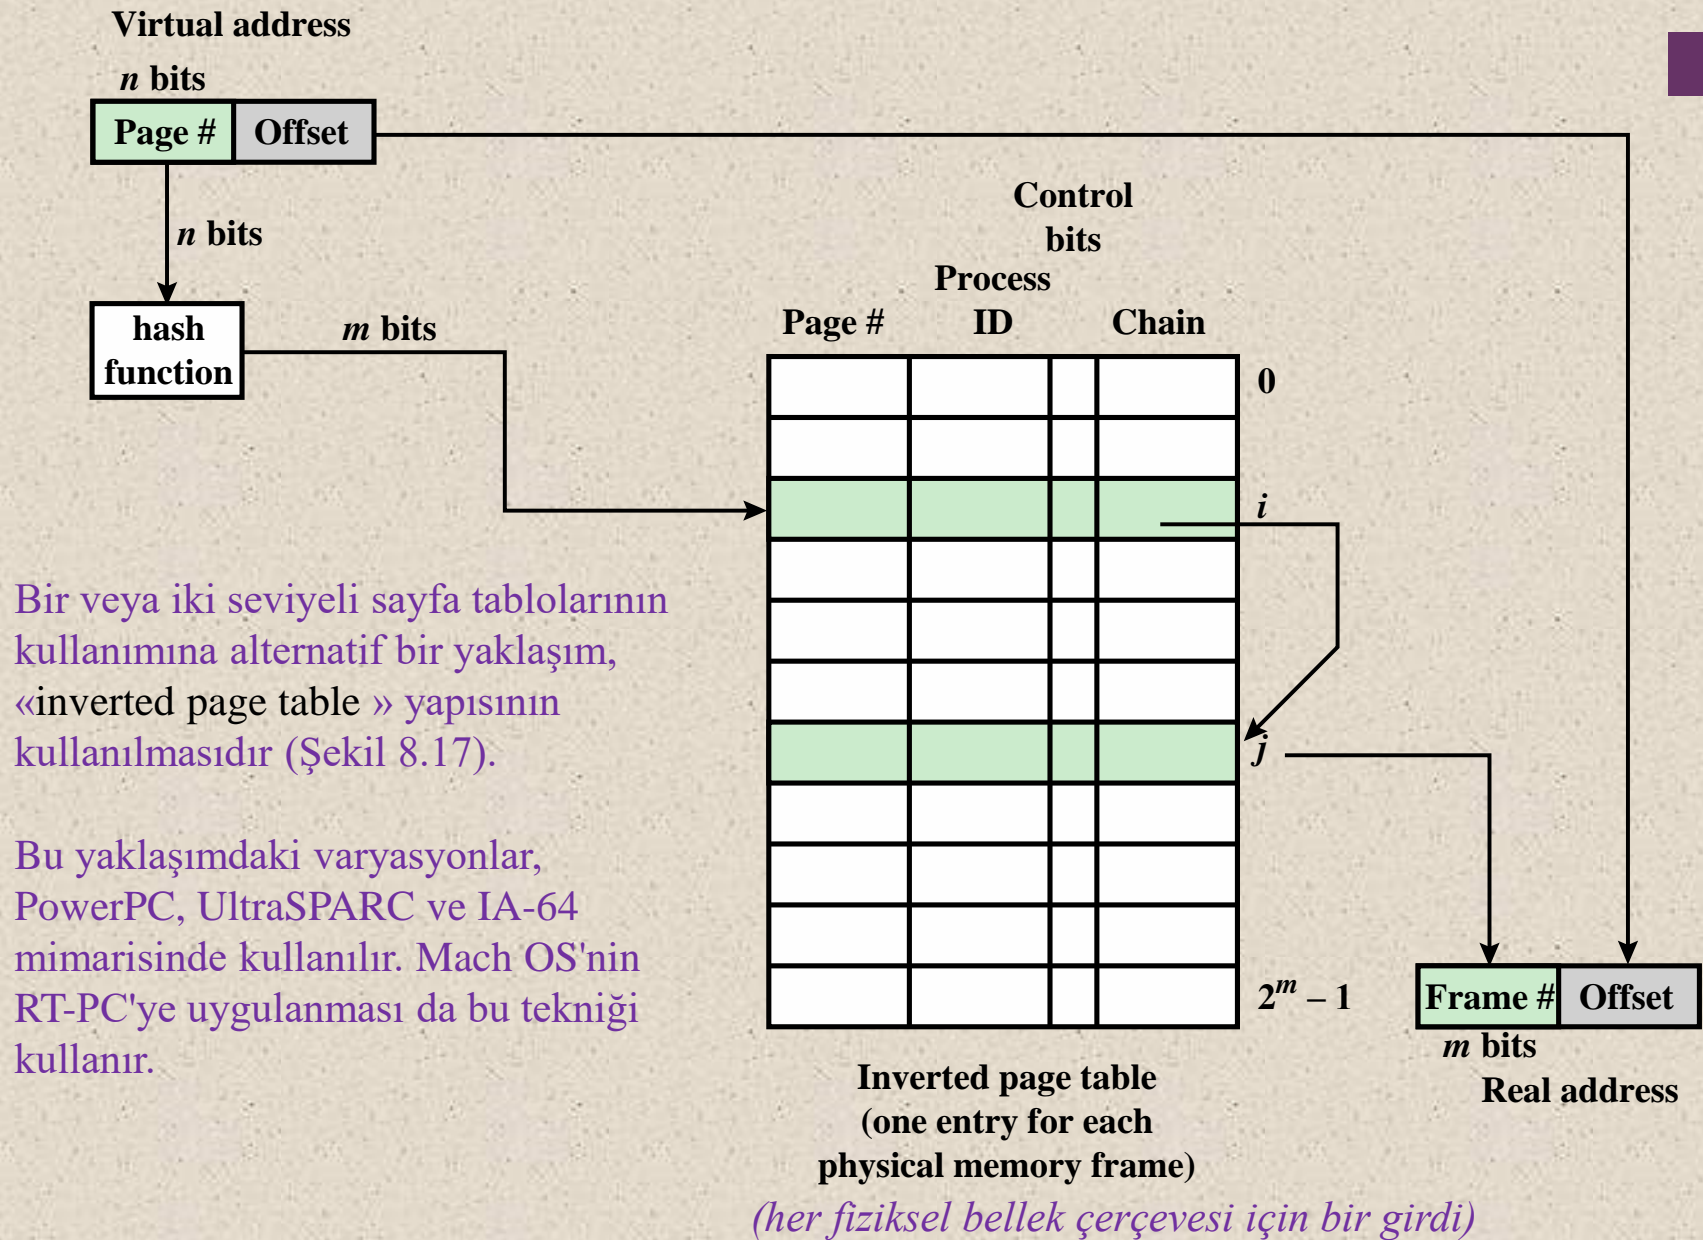 Virtual address
n bits
Page # Offset
n bits
hash
function
m bits
Control
bits
Process
Page # ID Chain
0
i
j
2^m – 1
Frame # Offset
m bits
Real address
Inverted page table
(one entry for each
physical memory frame)
(her fiziksel bellek çerçevesi için bir girdi)
Bir veya iki seviyeli sayfa tablolarının
kullanımına alternatif bir yaklaşım,
«inverted page table » yapısının
kullanılmasıdır (Şekil 8.17).
Bu yaklaşımdaki varyasyonlar,
PowerPC, UltraSPARC ve IA-64
mimarisinde kullanılır. Mach OS'nin
RT-PC'ye uygulanması da bu tekniği
kullanır.